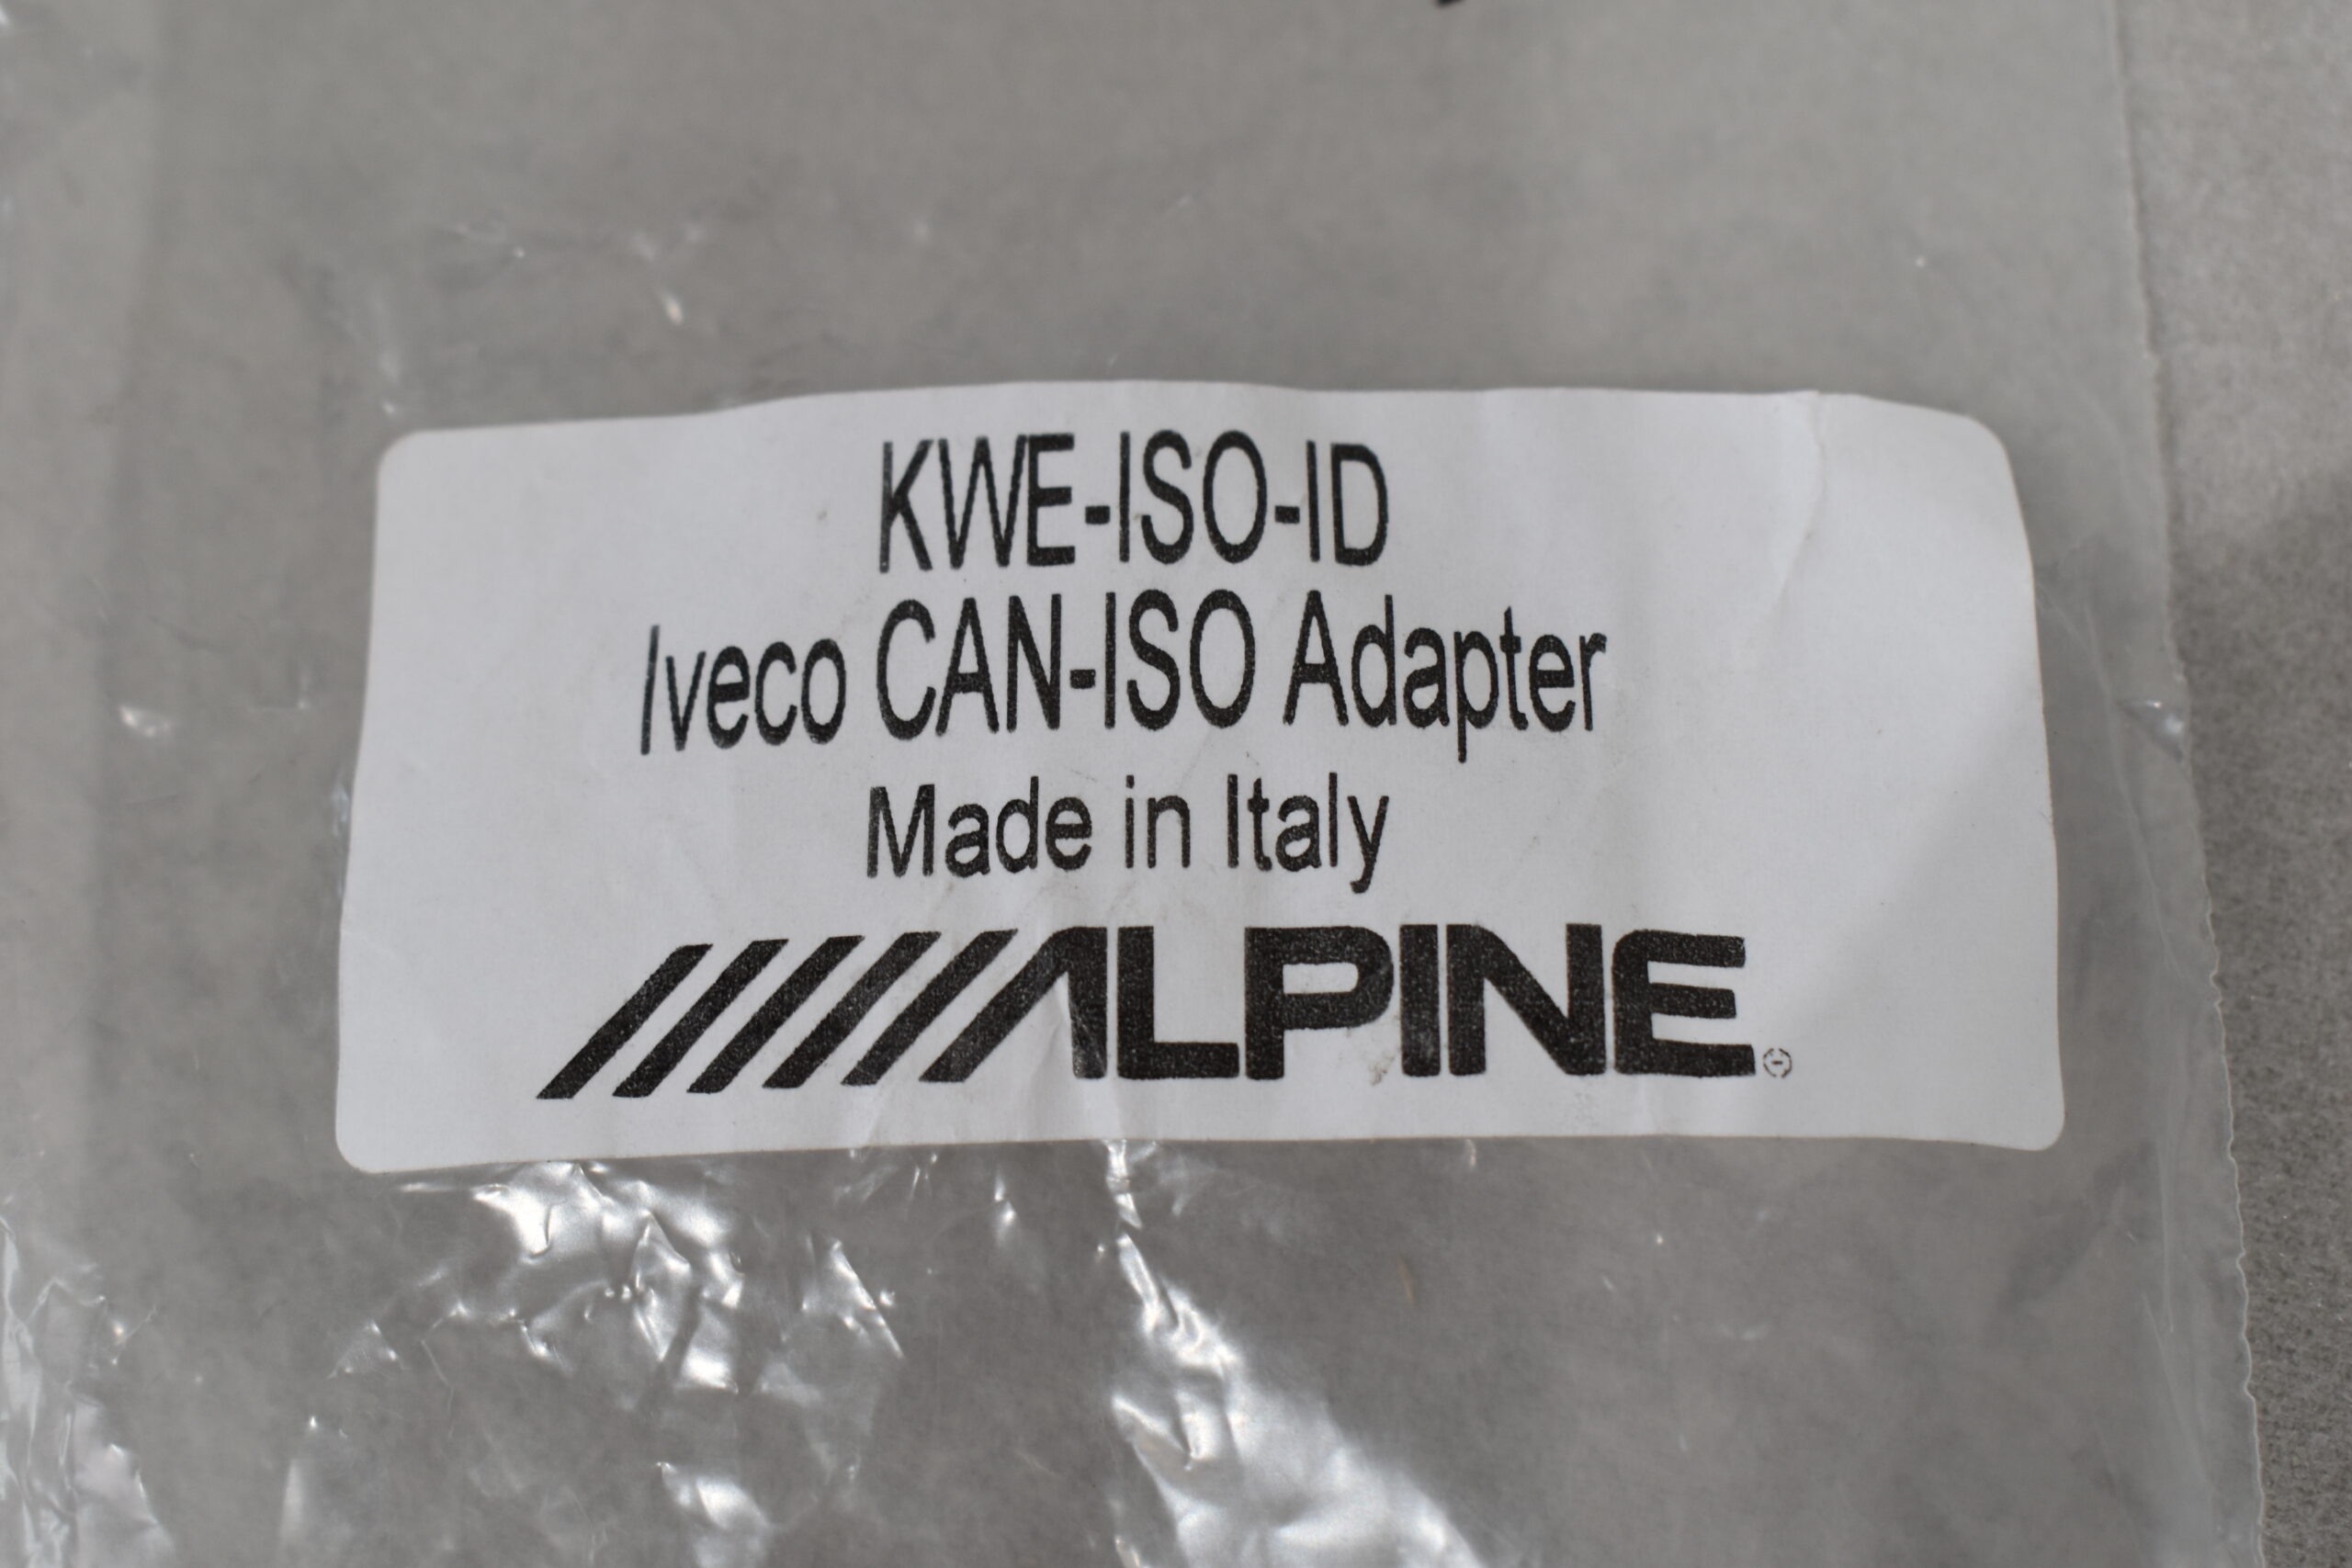 KWE-ISO-ID
Iveco CAN-ISO Adapter
Made in Italy
ALPINE